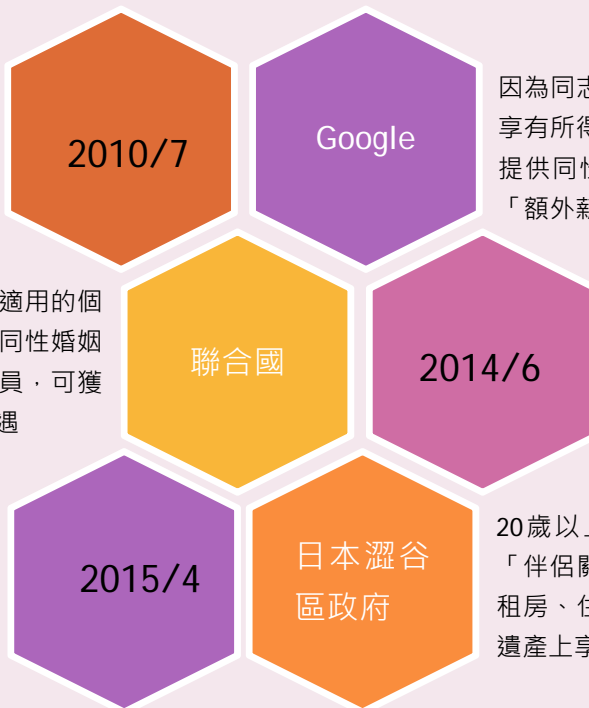 2010/7
Google
因為同志
享有所得
提供同性
「額外薪
適用的個
同性婚姻
員，可獲
遇
聯合國
2014/6
2015/4
日本澀谷
區政府
20歲以上
「伴侶關
租房、住
遺產上享